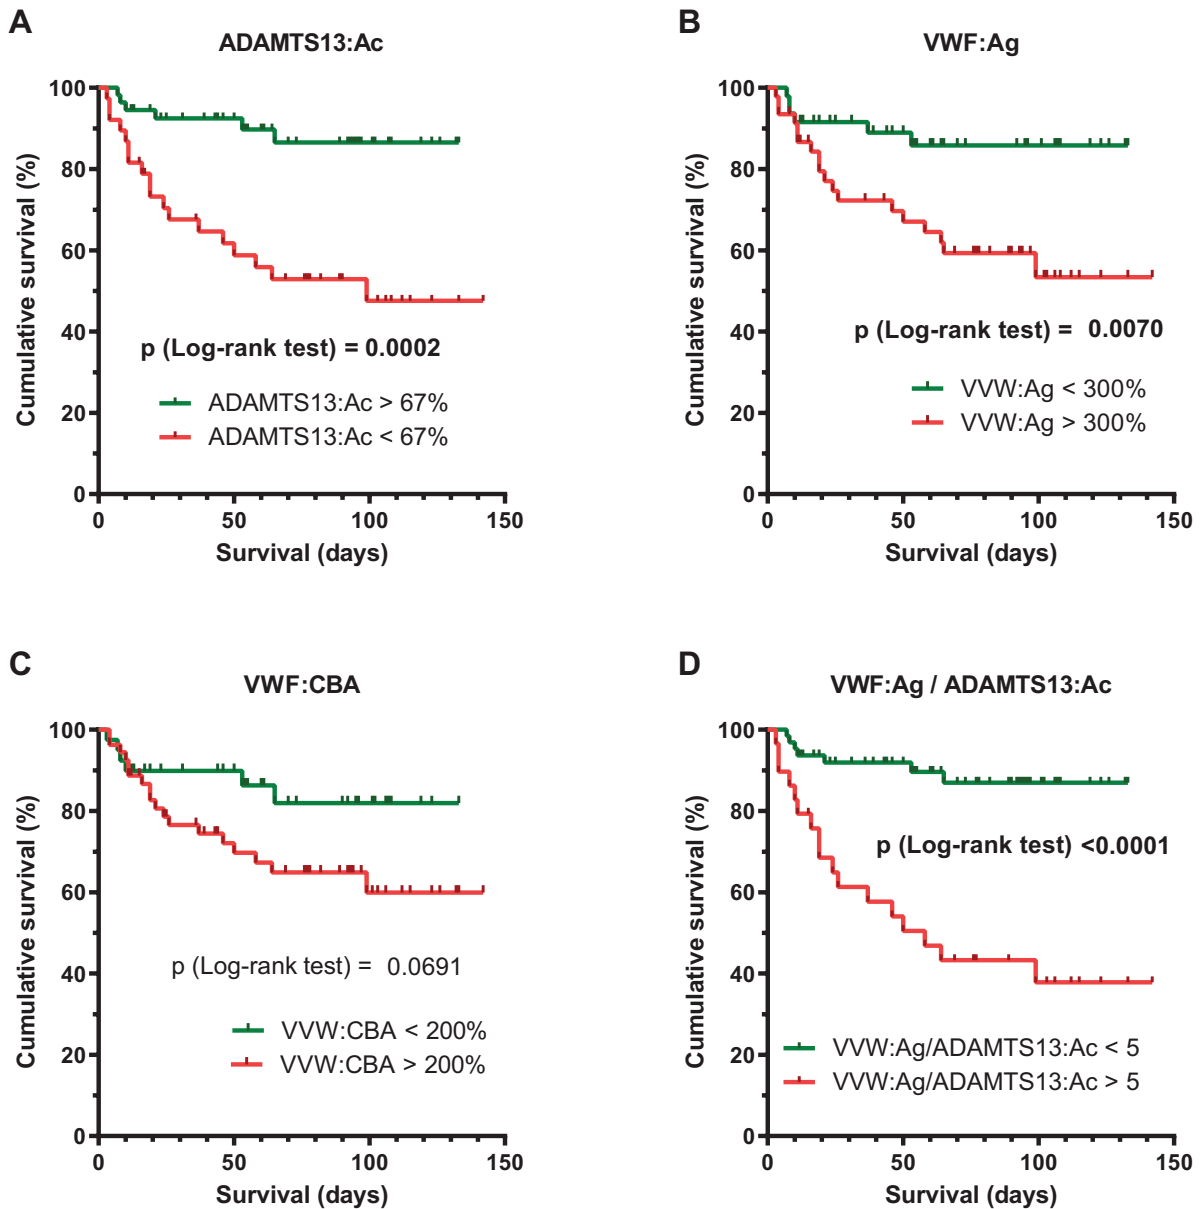 A
ADAMTS13:Ac
Cumulative survival (%)
100
80
60
40
20
0
p (Log-rank test) = 0.0002
ADAMTS13:Ac > 67%
ADAMTS13:Ac < 67%
0 50 100 150
Survival (days)
B
VWF:Ag
Cumulative survival (%)
100
80
60
40
20
0
p (Log-rank test) = 0.0070
VVW:Ag < 300%
VVW:Ag > 300%
0 50 100 150
Survival (days)
C
VWF:CBA
Cumulative survival (%)
100
80
60
40
20
0
p (Log-rank test) = 0.0691
VVW:CBA < 200%
VVW:CBA > 200%
0 50 100 150
Survival (days)
D
VWF:Ag / ADAMTS13:Ac
Cumulative survival (%)
100
80
60
40
20
0
p (Log-rank test) <0.0001
VVW:Ag/ADAMTS13:Ac < 5
VVW:Ag/ADAMTS13:Ac > 5
0 50 100 150
Survival (days)